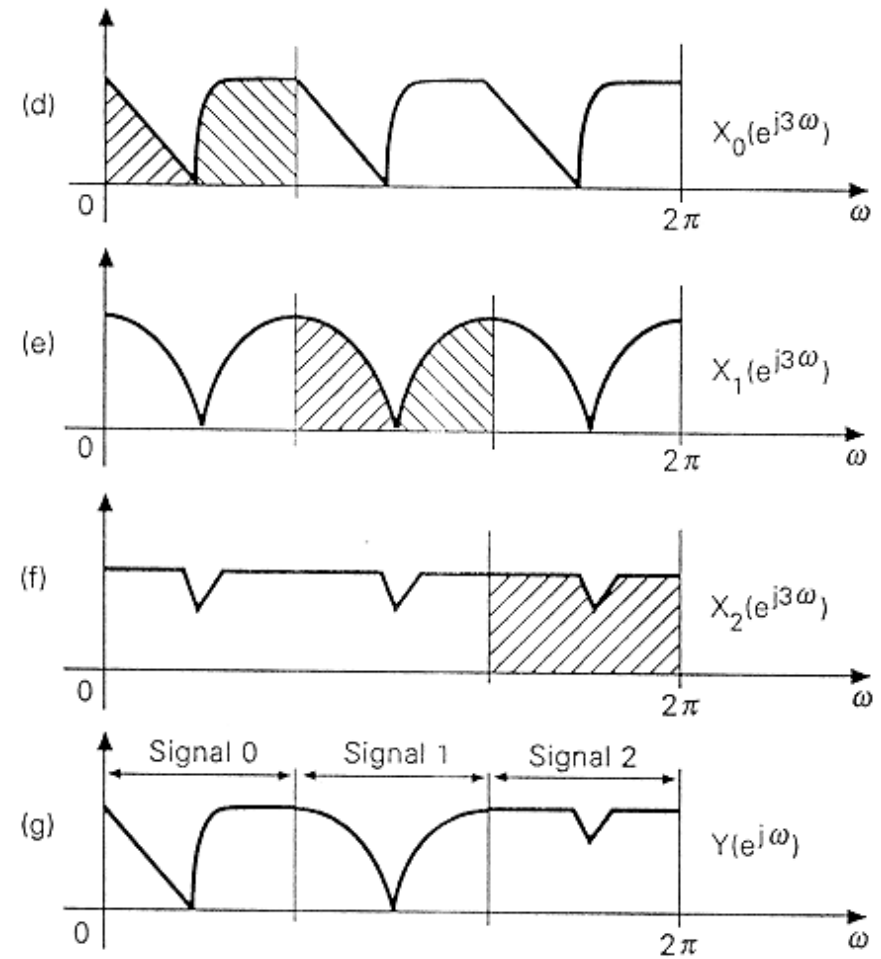 (d)
X₀(e^{j3ω})
0
2π
ω
(e)
X₁(e^{j3ω})
0
2π
ω
(f)
X₂(e^{j3ω})
0
2π
ω
Signal 0 Signal 1 Signal 2
(g)
Y(e^{jω})
0
2π
ω